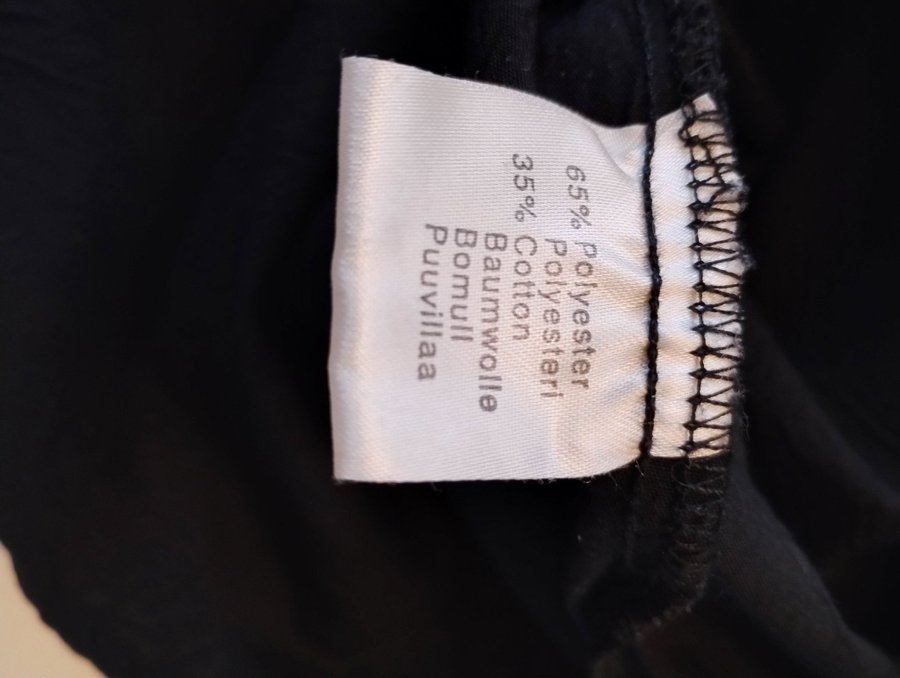 65% Polyester
Polyesteri
35% Cotton
Baumwolle
Bomull
Puuvillaa